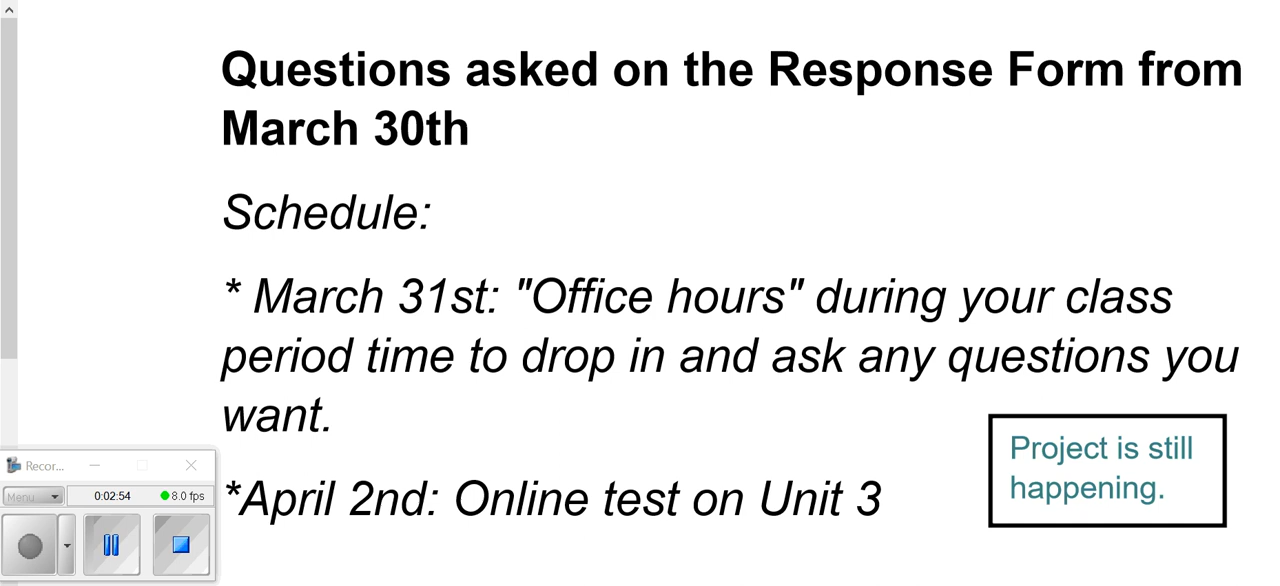 Questions asked on the Response Form from
March 30th
Schedule:
* March 31st: "Office hours" during your class
period time to drop in and ask any questions you
want.
Project is still
happening.
*April 2nd: Online test on Unit 3
Recor...
Menu
0:02:54
8.0 fps